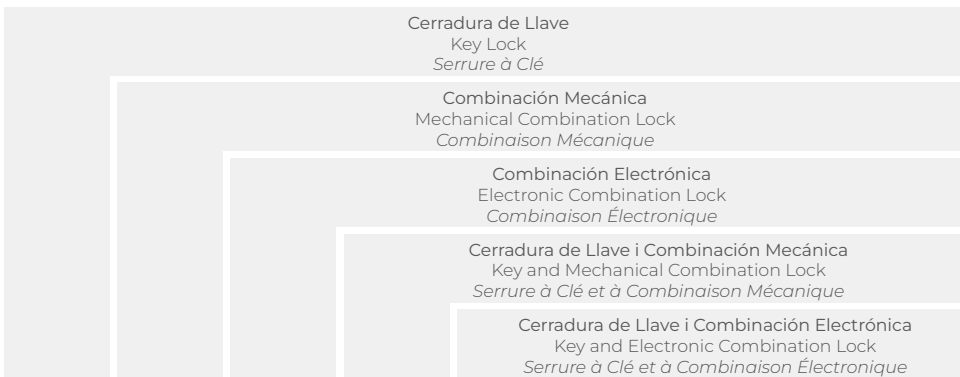 Cerradura de Llave
Key Lock
Serrure à Clé
Combinación Mecánica
Mechanical Combination Lock
Combinaison Mécanique
Combinación Electrónica
Electronic Combination Lock
Combinaison Électronique
Cerradura de Llave i Combinación Mecánica
Key and Mechanical Combination Lock
Serrure à Clé et à Combinaison Mécanique
Cerradura de Llave i Combinación Electrónica
Key and Electronic Combination Lock
Serrure à Clé et à Combinaison Électronique